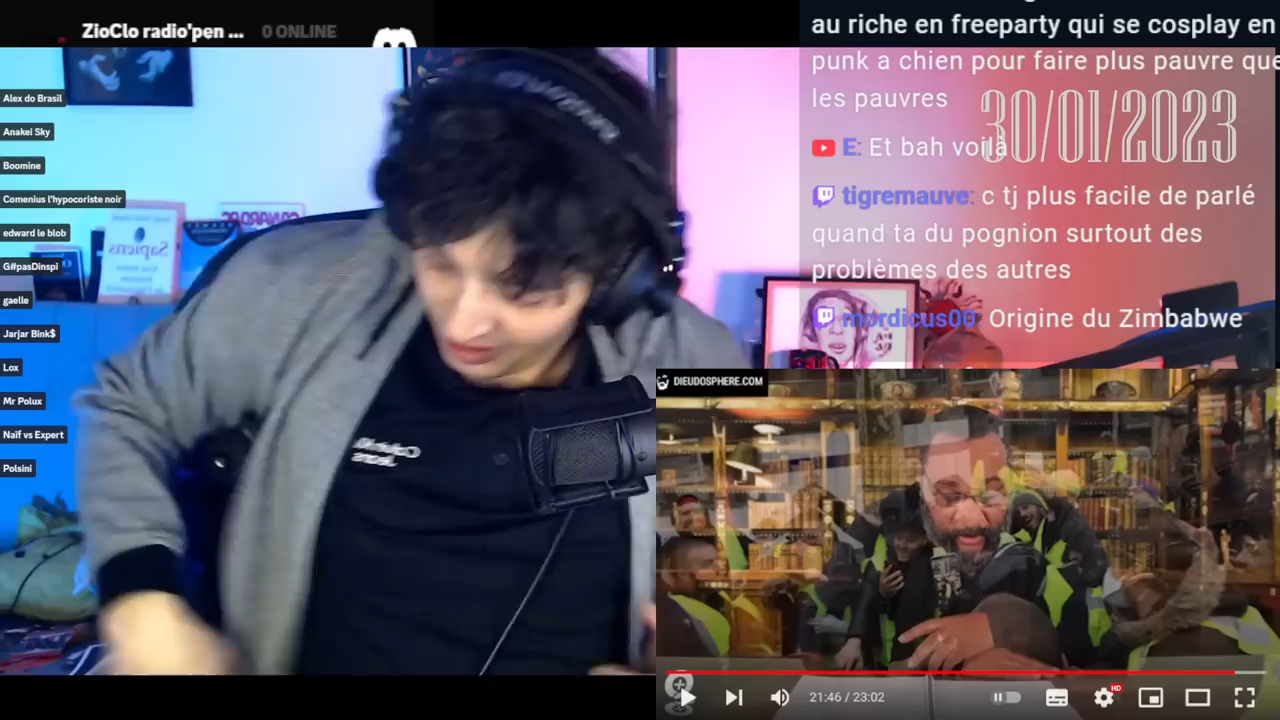 ZioClo radio'pen ... 0 ONLINE
Alex do Brasil
Anakei Sky
Boomine
Comenius l'hypocoriste noir
edward le blob
G#pasDinspi
gaelle
Jarjar Bink$
Lox
Mr Polux
Naïf vs Expert
Polsini
Sapiens
au riche en freeparty qui se cosplay en
punk a chien pour faire plus pauvre que
les pauvres
30/01/2023
E: Et bah voilà
tigremauve: c tj plus facile de parlé
quand ta du pognion surtout des
problèmes des autres
mordicus00: Origine du Zimbabwe
DIEUDOSPHERE.COM
21:46 / 23:02
HD